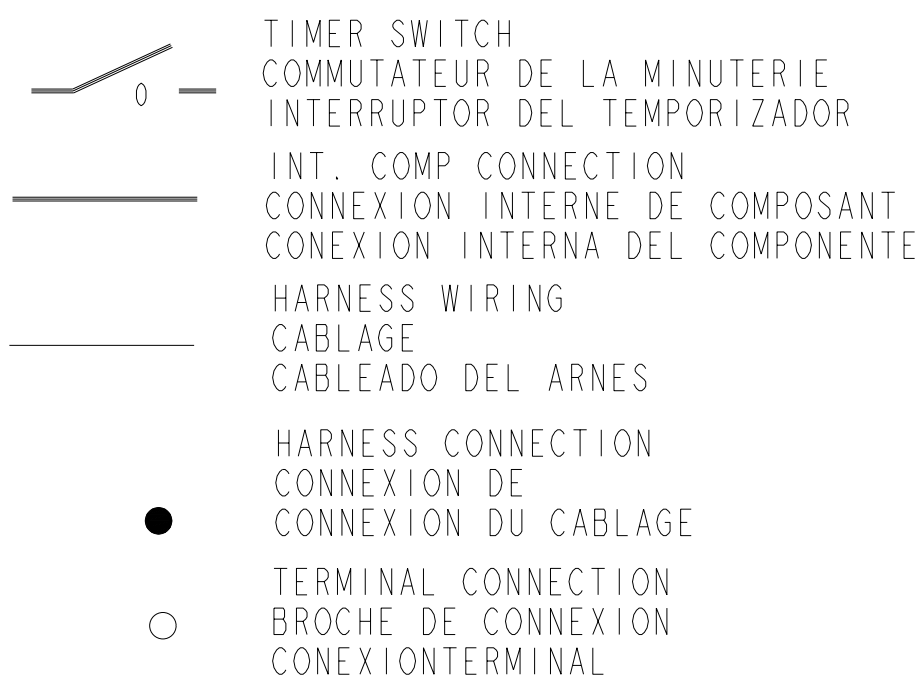 TIMER SWITCH
COMMUTATEUR DE LA MINUTERIE
0
INTERRUPTOR DEL TEMPORIZADOR
INT. COMP CONNECTION
CONNEXION INTERNE DE COMPOSANT
CONEXION INTERNA DEL COMPONENTE
HARNESS WIRING
CABLAGE
CABLEADO DEL ARNES
HARNESS CONNECTION
CONNEXION DE
CONNEXION DU CABLAGE
TERMINAL CONNECTION
BROCHE DE CONNEXION
CONEXIONTERMINAL